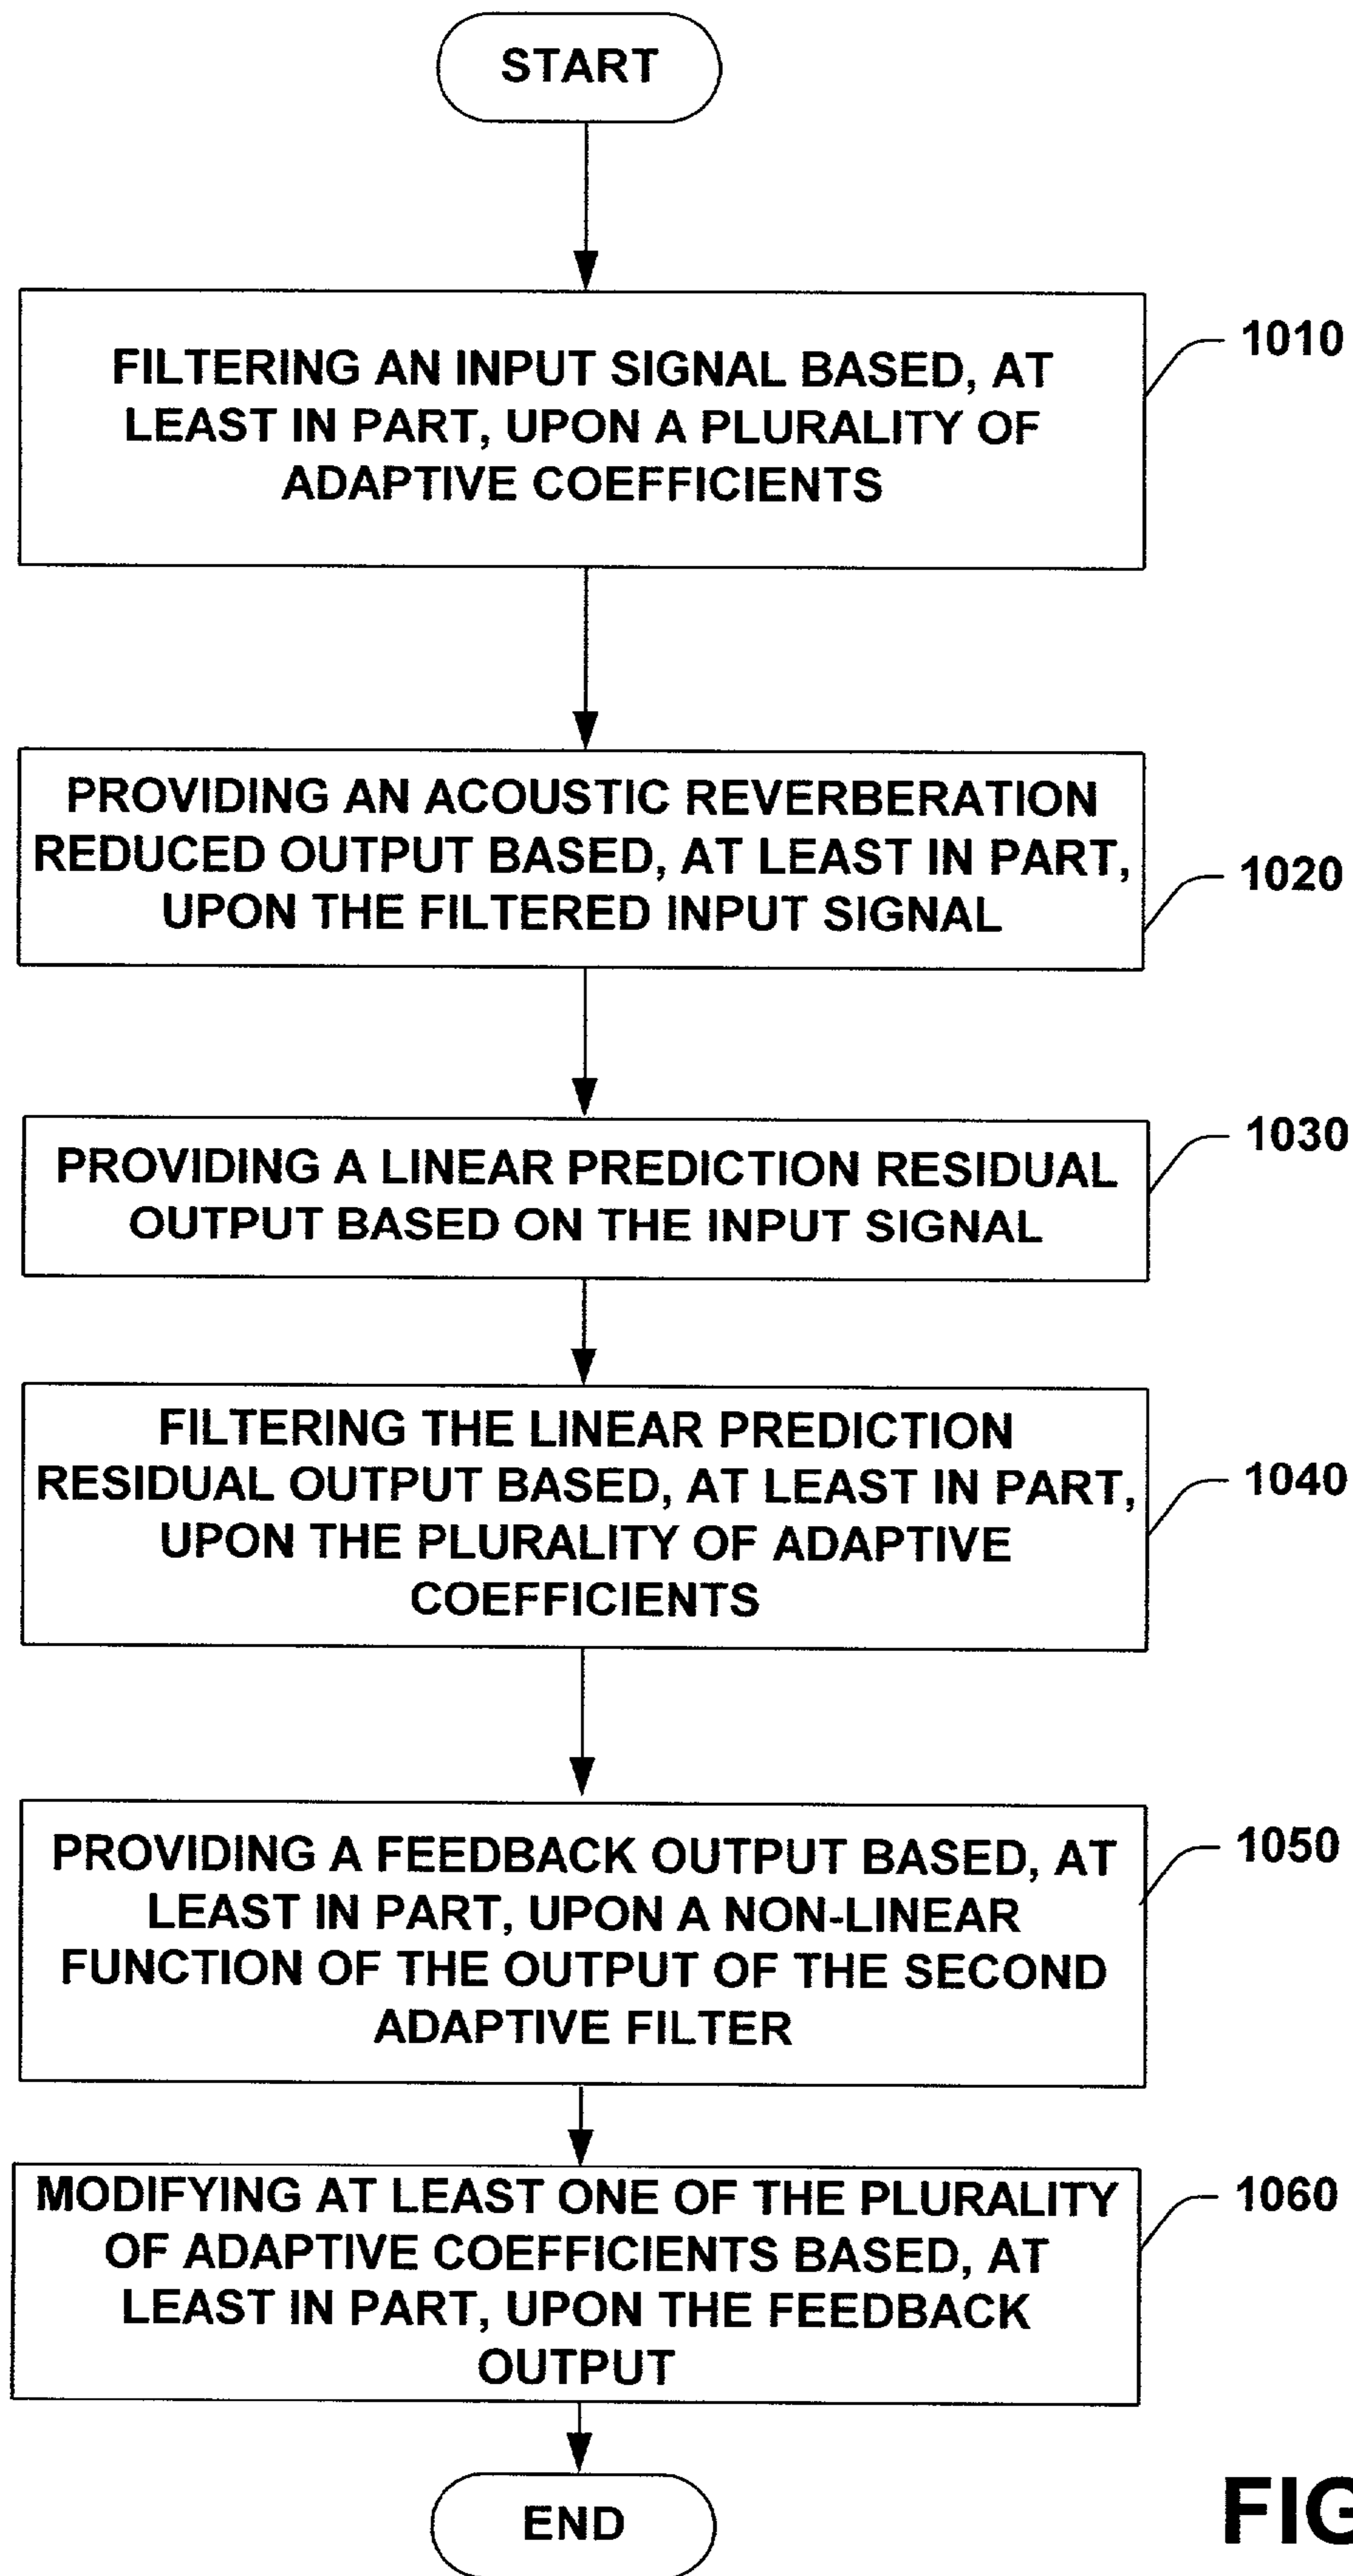 START
FILTERING AN INPUT SIGNAL BASED, AT
LEAST IN PART, UPON A PLURALITY OF
ADAPTIVE COEFFICIENTS
1010
PROVIDING AN ACOUSTIC REVERBERATION
REDUCED OUTPUT BASED, AT LEAST IN PART,
UPON THE FILTERED INPUT SIGNAL
1020
PROVIDING A LINEAR PREDICTION RESIDUAL
OUTPUT BASED ON THE INPUT SIGNAL
1030
FILTERING THE LINEAR PREDICTION
RESIDUAL OUTPUT BASED, AT LEAST IN PART,
UPON THE PLURALITY OF ADAPTIVE
COEFFICIENTS
1040
PROVIDING A FEEDBACK OUTPUT BASED, AT
LEAST IN PART, UPON A NON-LINEAR
FUNCTION OF THE OUTPUT OF THE SECOND
ADAPTIVE FILTER
1050
MODIFYING AT LEAST ONE OF THE PLURALITY
OF ADAPTIVE COEFFICIENTS BASED, AT
LEAST IN PART, UPON THE FEEDBACK
OUTPUT
1060
END
FIG